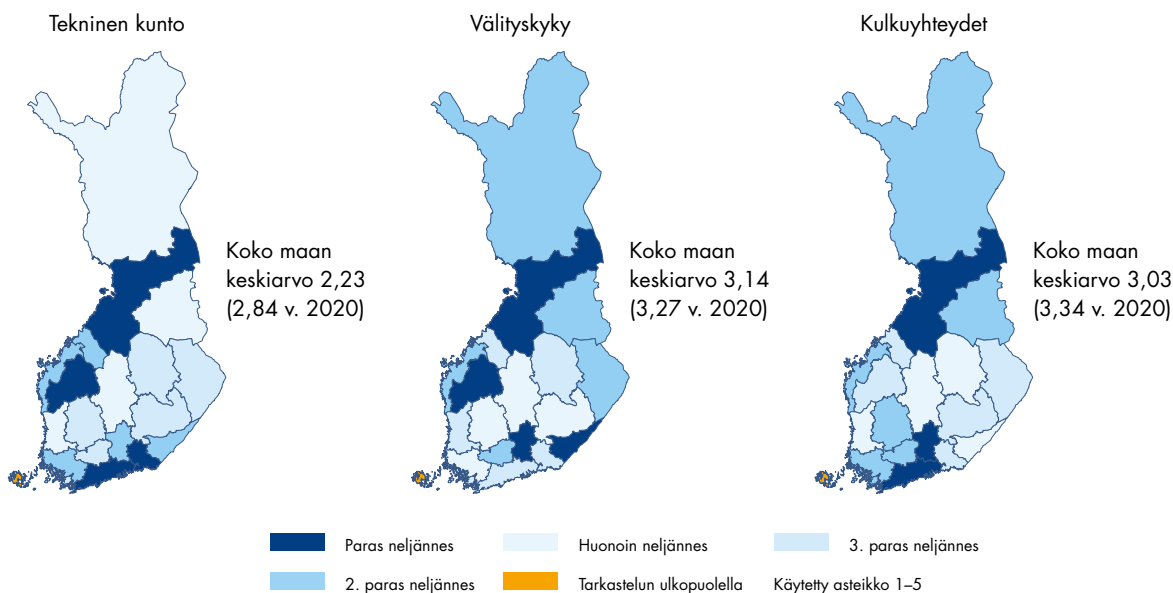 Tekninen kunto
Välityskyky
Kulkuyhteydet
Koko maan
keskiarvo 2,23
(2,84 v. 2020)
Koko maan
keskiarvo 3,14
(3,27 v. 2020)
Koko maan
keskiarvo 3,03
(3,34 v. 2020)
Paras neljännes
Huonoin neljännes
3. paras neljännes
2. paras neljännes
Tarkastelun ulkopuolella
Käytetty asteikko 1–5